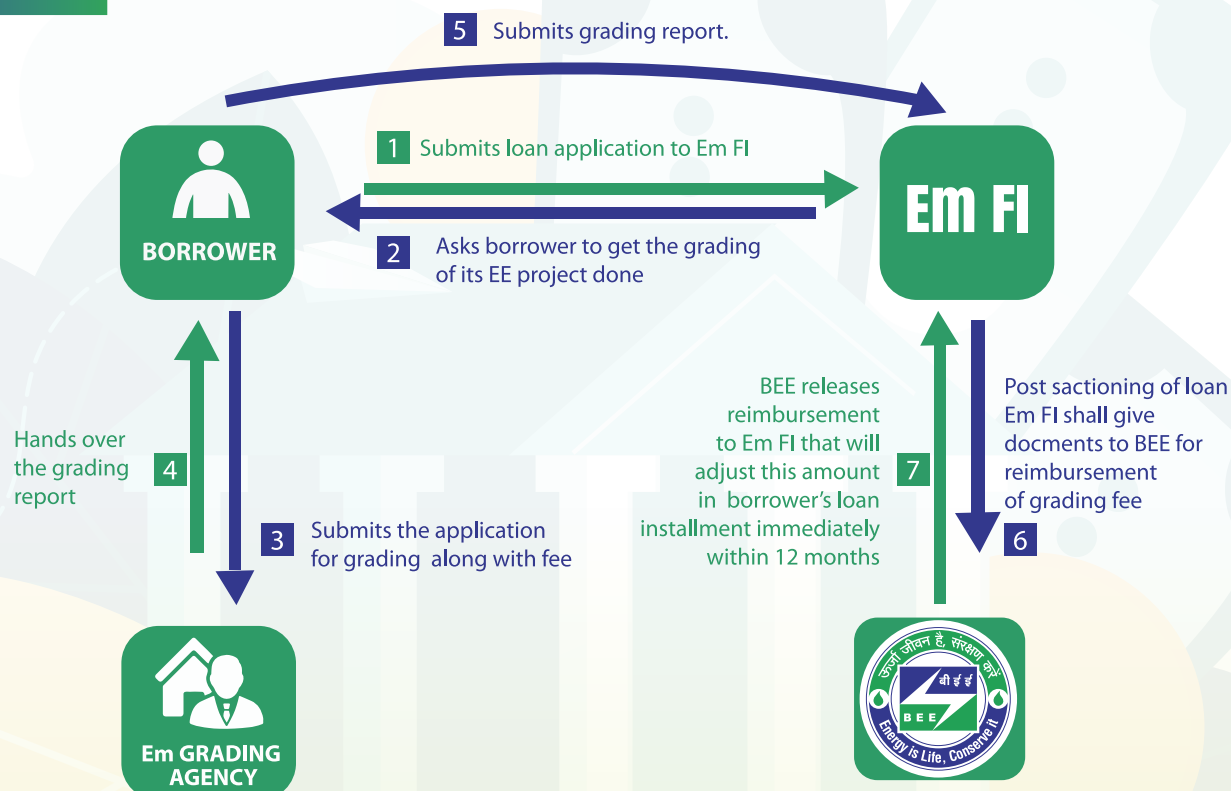 5 Submits grading report.
1 Submits loan application to Em FI
BORROWER
Em FI
2 Asks borrower to get the grading
of its EE project done
Hands over
the grading
report
4
3 Submits the application
for grading along with fee
BEE releases
reimbursement
to Em FI that will
adjust this amount
in borrower's loan
installment immediately
within 12 months
7
Post sactioning of loan
Em FI shall give
docments to BEE for
reimbursement
of grading fee
6
Em GRADING
AGENCY
ऊर्जा जीवन है, संरक्षण करें
बी ई ई
BEE
Energy is Life, Conserve it